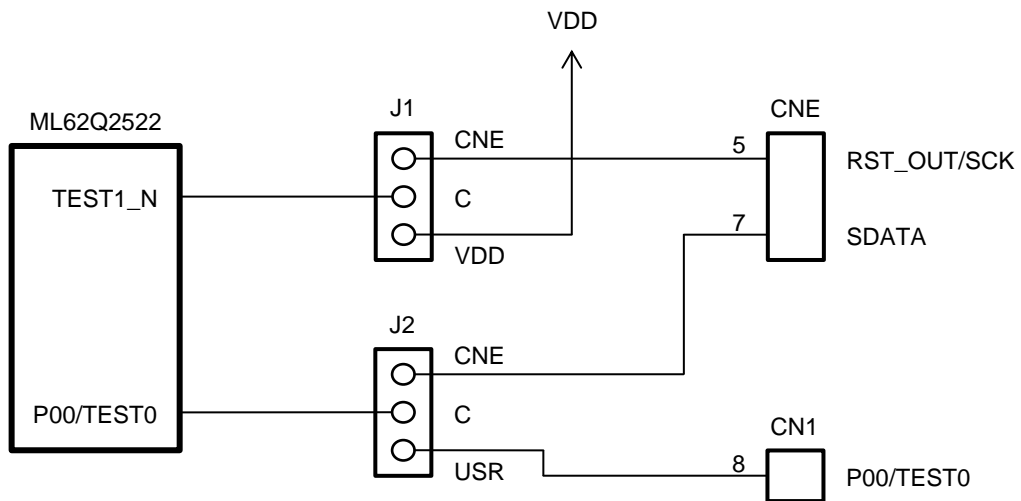 VDD
ML62Q2522
J1
CNE
CNE
5
RST_OUT/SCK
TEST1_N
C
7
SDATA
VDD
J2
CNE
P00/TEST0
C
CN1
USR
8
P00/TEST0